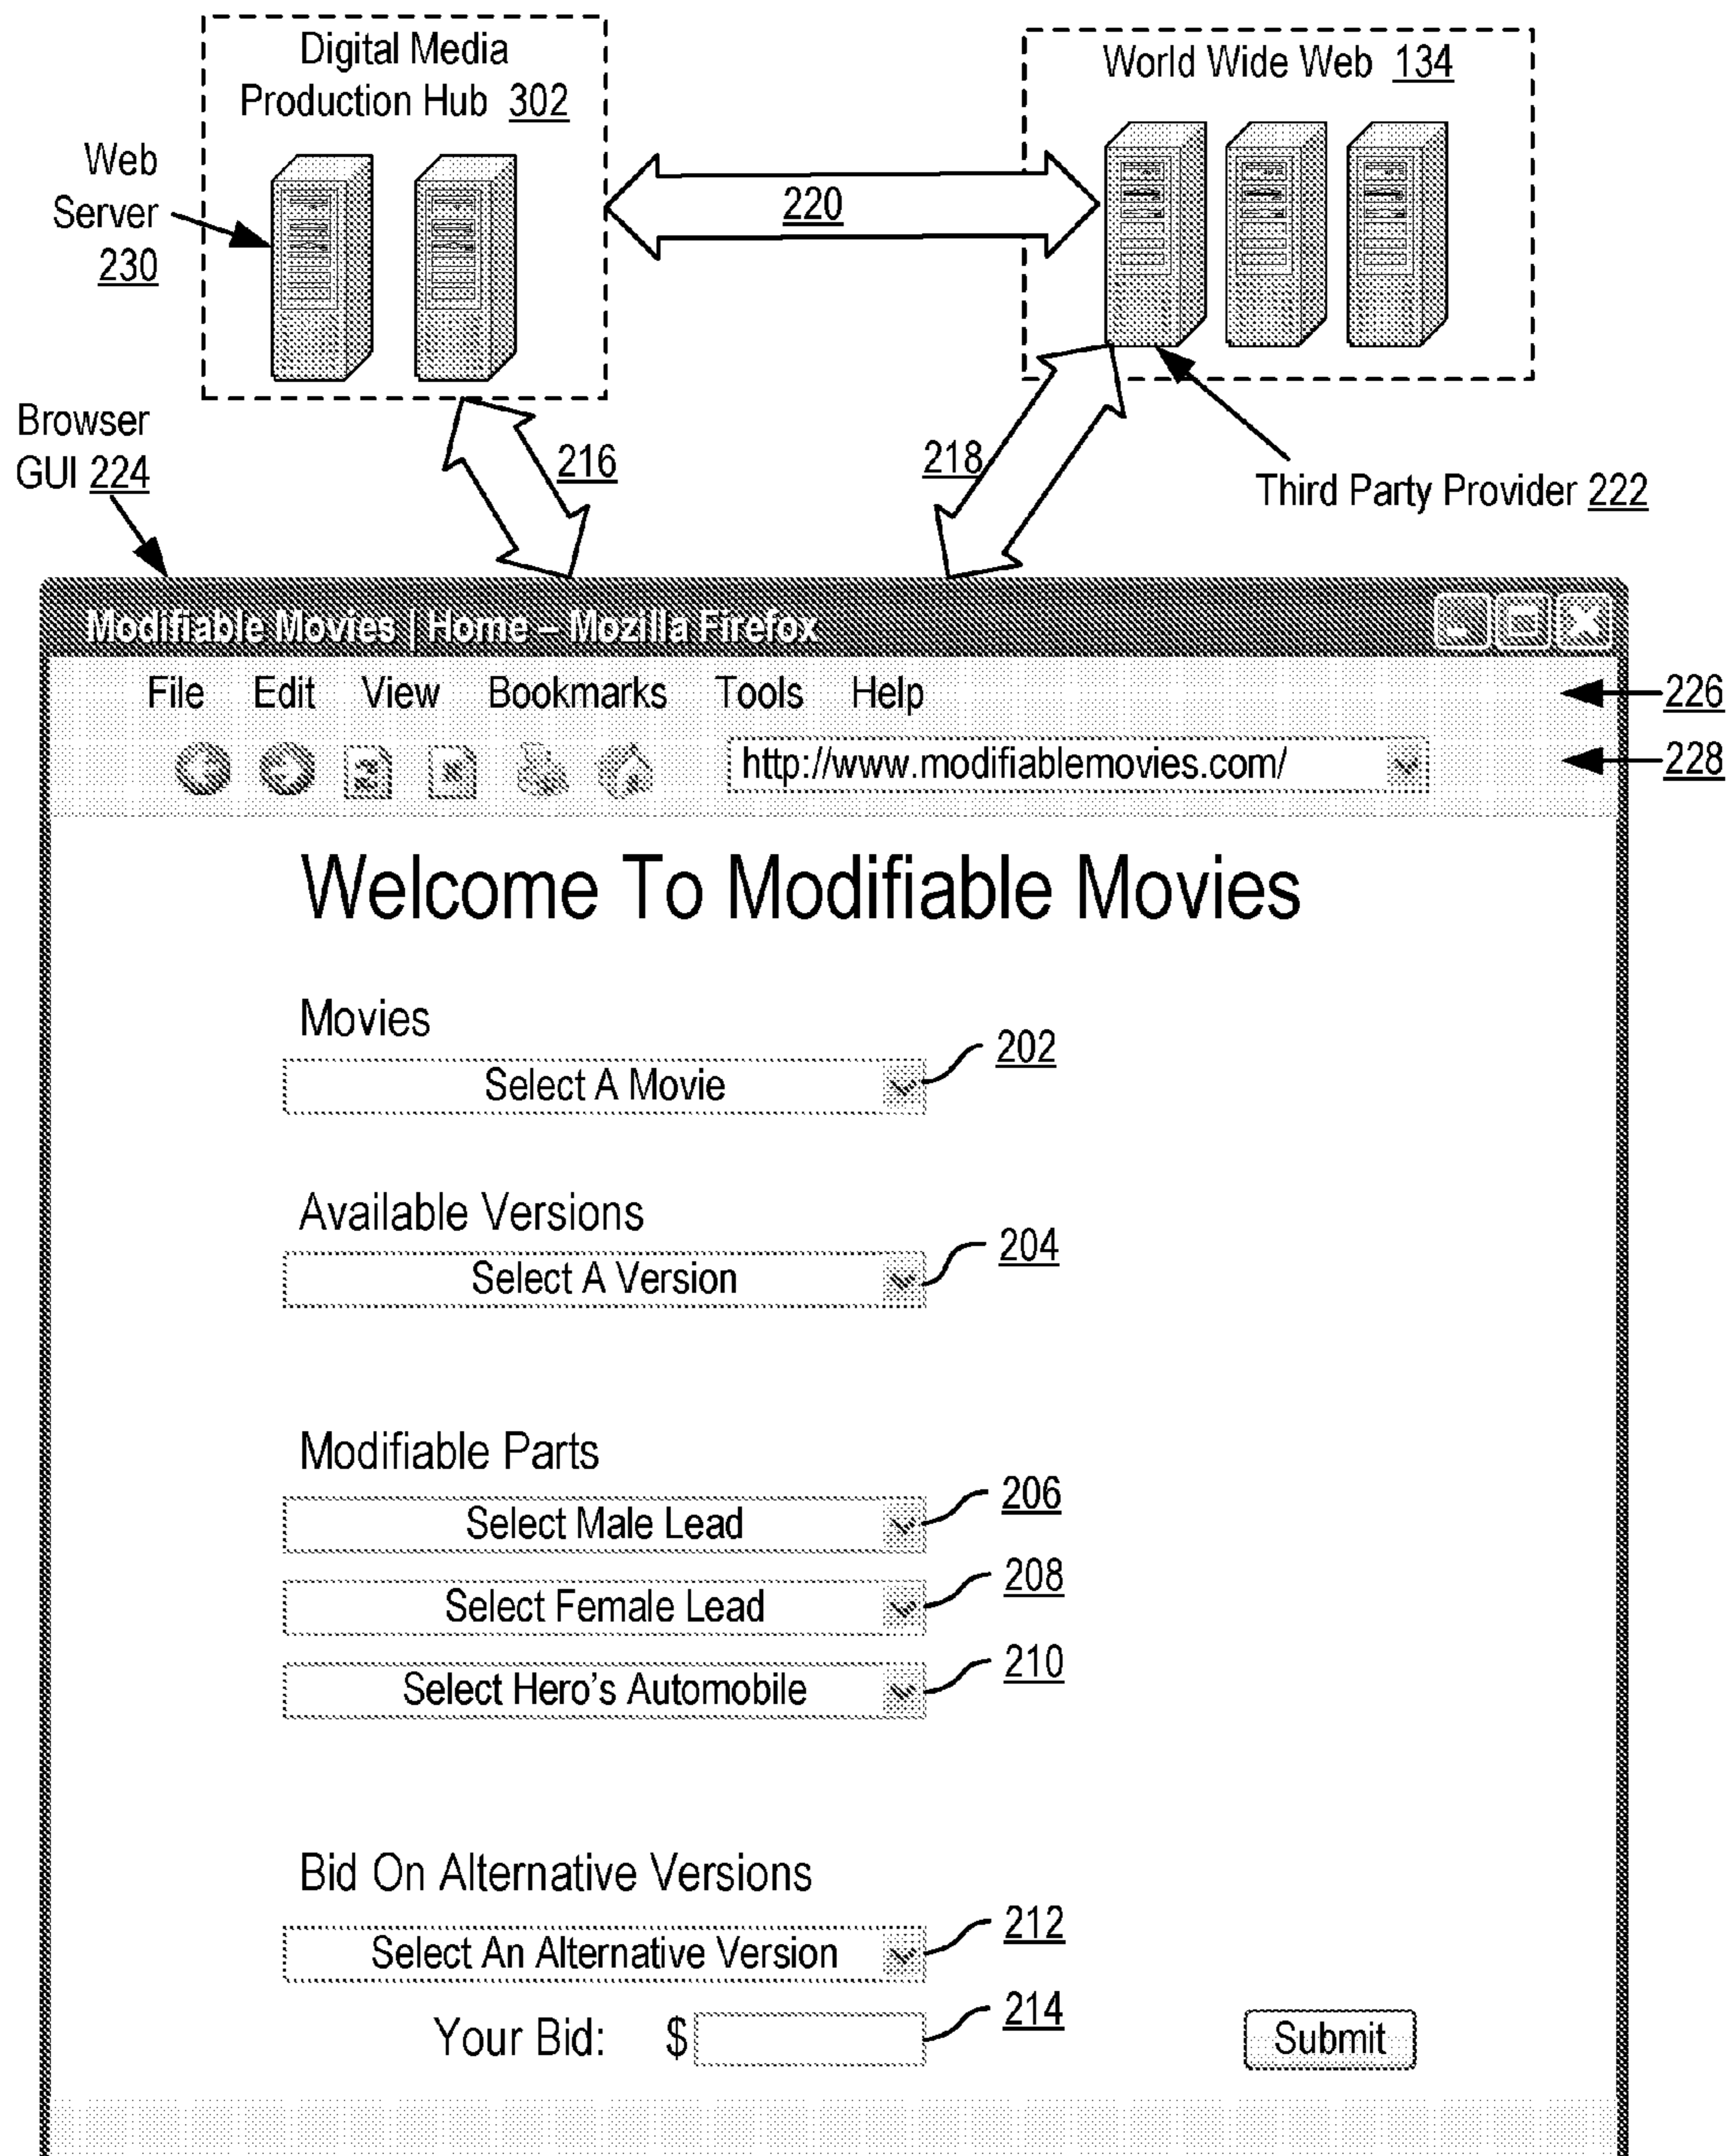 Digital Media
Production Hub 302
World Wide Web 134
Web
Server
230
220
Browser
GUI 224
216
218
Third Party Provider 222
Modifiable Movies | Home – Mozilla Firefox
File Edit View Bookmarks Tools Help
226
http://www.modifiablemovies.com/
228
Welcome To Modifiable Movies
Movies
Select A Movie
202
Available Versions
Select A Version
204
Modifiable Parts
Select Male Lead
206
Select Female Lead
208
Select Hero's Automobile
210
Bid On Alternative Versions
Select An Alternative Version
212
Your Bid: $
214
Submit